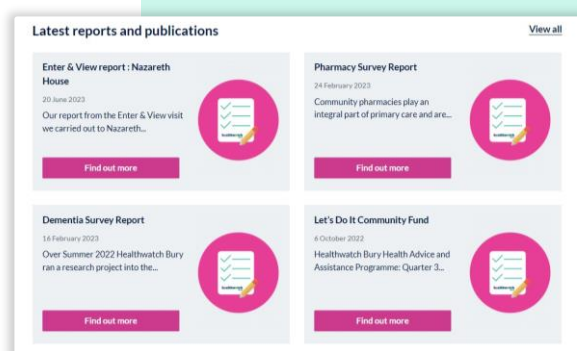 Latest reports and publications
View all
Enter & View report : Nazareth
House
20 June 2023
Our report from the Enter & View visit
we carried out to Nazareth...
Find out more
Pharmacy Survey Report
24 February 2023
Community pharmacies play an
integral part of primary care and are...
Find out more
Dementia Survey Report
16 February 2023
Over Summer 2022 Healthwatch Bury
ran a research project into the...
Find out more
Let's Do It Community Fund
6 October 2022
Healthwatch Bury Health Advice and
Assistance Programme: Quarter 3...
Find out more